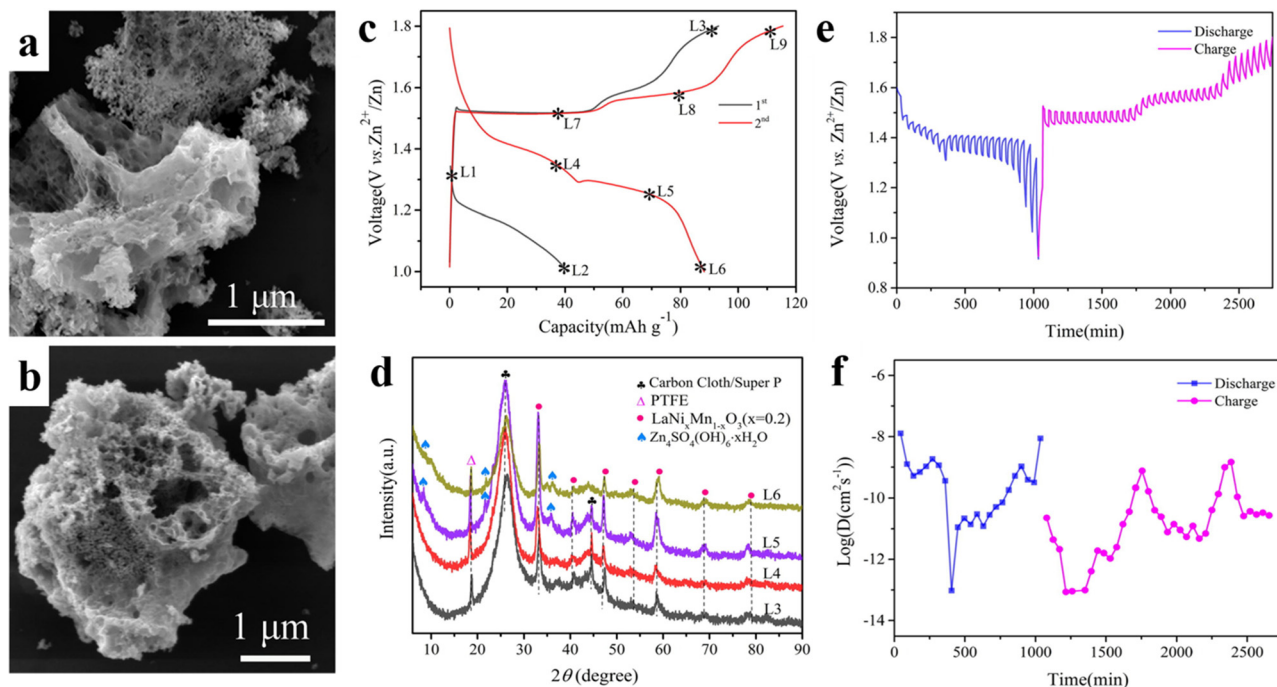 a
1 μm
b
1 μm
c
Voltage(V vs.Zn²⁺/Zn)
1.8
1.6
1.4
1.2
1.0
0
20
40
60
80
100
120
Capacity(mAh g⁻¹)
L1
L2
L3
L4
L5
L6
L7
L8
L9
1ˢᵗ
2ⁿᵈ
d
Intensity(a.u.)
♣ Carbon Cloth/Super P
Δ PTFE
● LaNiₓMn₁₋ₓO₃(x=0.2)
♠ Zn₄SO₄(OH)₆·xH₂O
L6
L5
L4
L3
10
20
30
40
50
60
70
80
90
2θ (degree)
e
Voltage(V vs. Zn²⁺/Zn)
1.8
1.6
1.4
1.2
1.0
0.8
Discharge
Charge
0
500
1000
1500
2000
2500
Time(min)
f
Log(D(cm² s⁻¹))
-6
-8
-10
-12
-14
Discharge
Charge
0
500
1000
1500
2000
2500
Time(min)